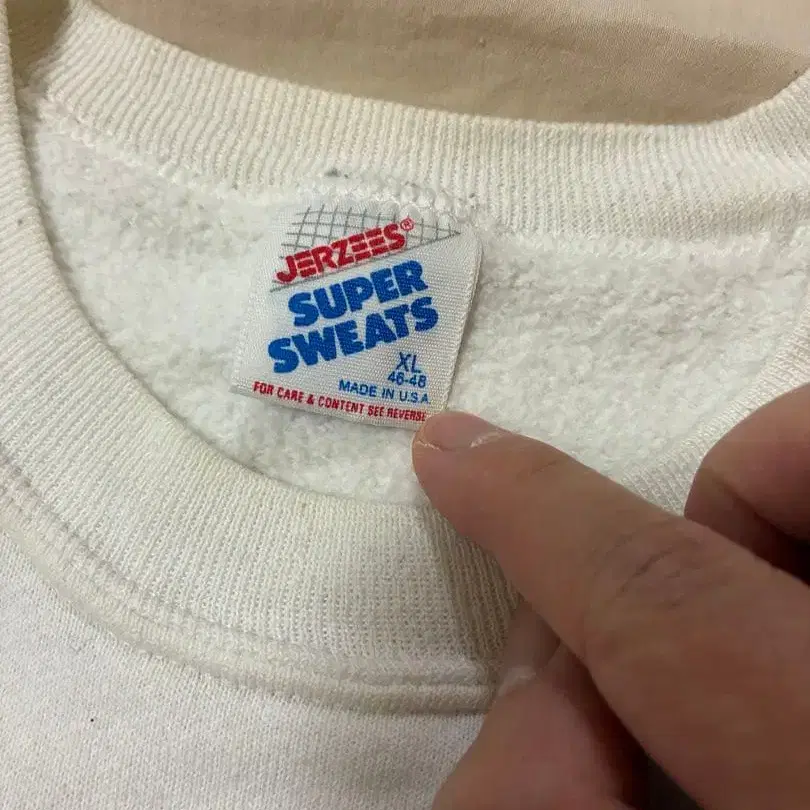 JERZEES®
SUPER
SWEATS
XL
46-48
MADE IN U.S.A
FOR CARE & CONTENT SEE REVERSE